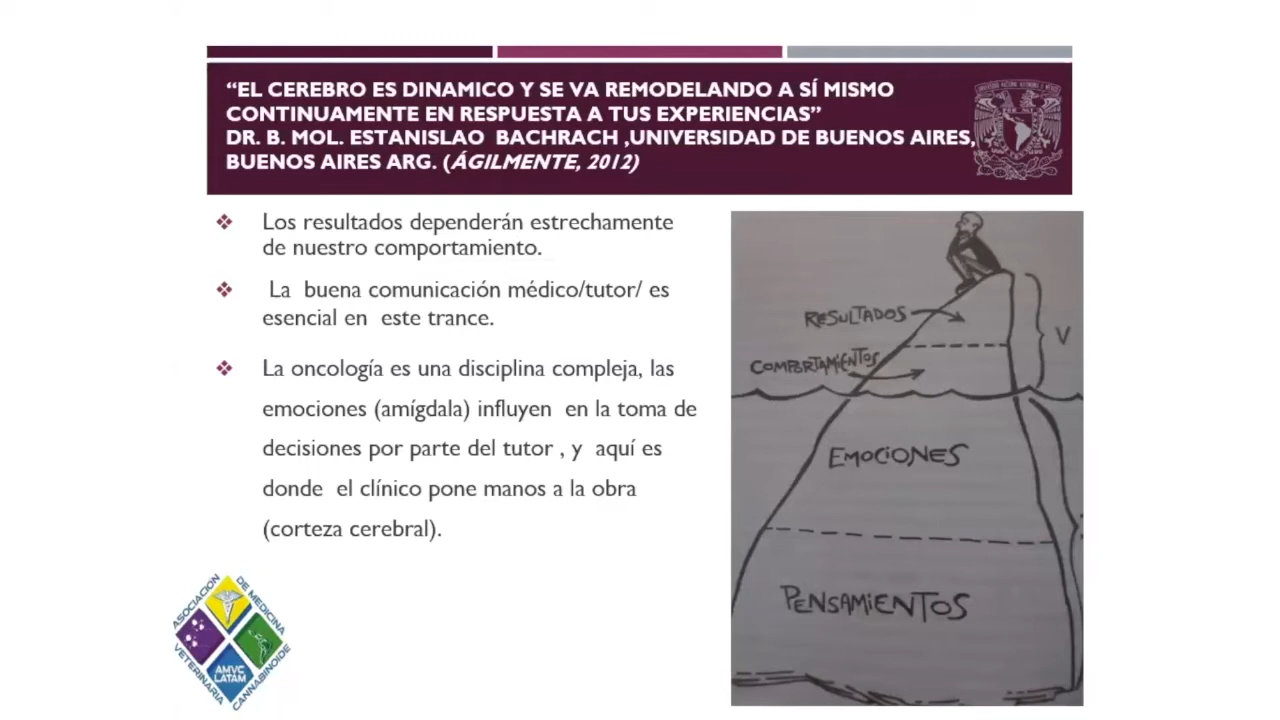 “EL CEREBRO ES DINAMICO Y SE VA REMODELANDO A SÍ MISMO
CONTINUAMENTE EN RESPUESTA A TUS EXPERIENCIAS”
DR. B. MOL. ESTANISLAO BACHRACH ,UNIVERSIDAD DE BUENOS AIRES,
BUENOS AIRES ARG. (ÁGILMENTE, 2012)
Los resultados dependerán estrechamente
de nuestro comportamiento.
La buena comunicación médico/tutor/ es
esencial en este trance.
La oncología es una disciplina compleja, las
emociones (amígdala) influyen en la toma de
decisiones por parte del tutor , y aquí es
donde el clínico pone manos a la obra
(corteza cerebral).
RESULTADOS
COMPORTAMIENTOS
V
EMOCIONES
PENSAMIENTOS
ASOCIACION
DE MEDICINA
VETERINARIA
CANNABINOIDE
AMVC
LATAM